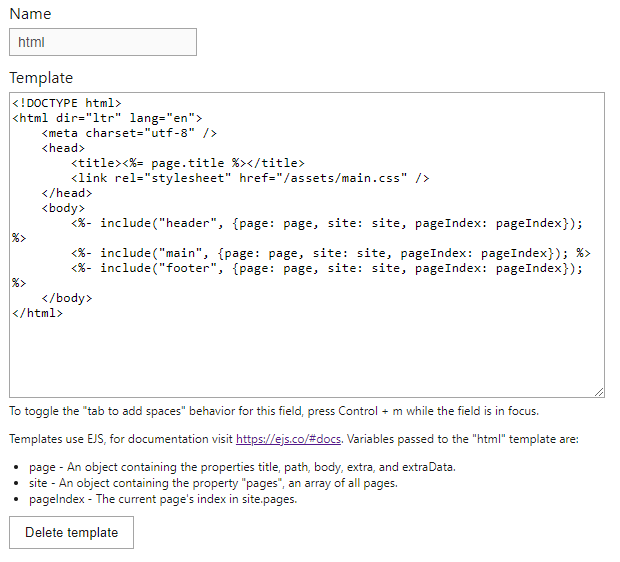 Name
html
Template
<!DOCTYPE html>
<html dir="ltr" lang="en">
    <meta charset="utf-8" />
    <head>
        <title><%= page.title %></title>
        <link rel="stylesheet" href="/assets/main.css" />
    </head>
    <body>
        <%- include("header", {page: page, site: site, pageIndex: pageIndex});
%>
        <%- include("main", {page: page, site: site, pageIndex: pageIndex}); %>
        <%- include("footer", {page: page, site: site, pageIndex: pageIndex});
%>
    </body>
</html>
To toggle the "tab to add spaces" behavior for this field, press Control + m while the field is in focus.
Templates use EJS, for documentation visit https://ejs.co/#docs. Variables passed to the "html" template are:
• page - An object containing the properties title, path, body, extra, and extraData.
• site - An object containing the property "pages", an array of all pages.
• pageIndex - The current page's index in site.pages.
Delete template